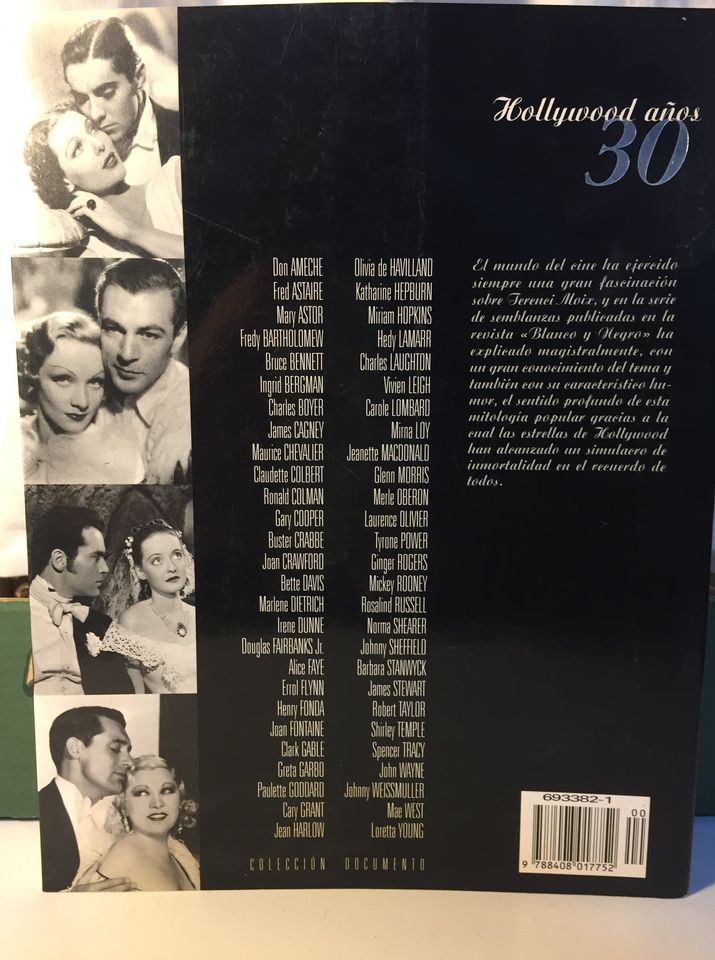 Hollywood años
30
Don AMECHE
Fred ASTAIRE
Mary ASTOR
Fredy BARTHOLOMEW
Bruce BENNETT
Ingrid BERGMAN
Charles BOYER
James CAGNEY
Maurice CHEVALIER
Claudette COLBERT
Ronald COLMAN
Gary COOPER
Buster CRABBE
Joan CRAWFORD
Bette DAVIS
Marlene DIETRICH
Irene DUNNE
Douglas FAIRBANKS Jr.
Alice FAYE
Errol FLYNN
Henry FONDA
Joan FONTAINE
Clark GABLE
Greta GARBO
Paulette GODDARD
Cary GRANT
Jean HARLOW
Olivia de HAVILLAND
Katharine HEPBURN
Miriam HOPKINS
Hedy LAMARR
Charles LAUGHTON
Vivien LEIGH
Carole LOMBARD
Mirna LOY
Jeanette MACDONALD
Glenn MORRIS
Merle OBERON
Laurence OLIVIER
Tyrone POWER
Ginger ROGERS
Mickey ROONEY
Rosalind RUSSELL
Norma SHEARER
Johnny SHEFFIELD
Barbara STANWYCK
James STEWART
Robert TAYLOR
Shirley TEMPLE
Spencer TRACY
John WAYNE
Johnny WEISSMULLER
Mae WEST
Loretta YOUNG
El mundo del cine ha ejercido
siempre una gran fascinación
sobre Terenci Moix, y en la serie
de semblanzas publicadas en la
revista «Blanco y Negro» ha
explicado magistralmente, con
un gran conocimiento del tema y
también con su característico hu-
mor, el sentido profundo de esta
mitología popular gracias a la
cual las estrellas de Hollywood
han alcanzado un simulacro de
inmortalidad en el recuerdo de
todos.
COLECCIÓN DOCUMENTO
693382-1
00
9 788408 017752